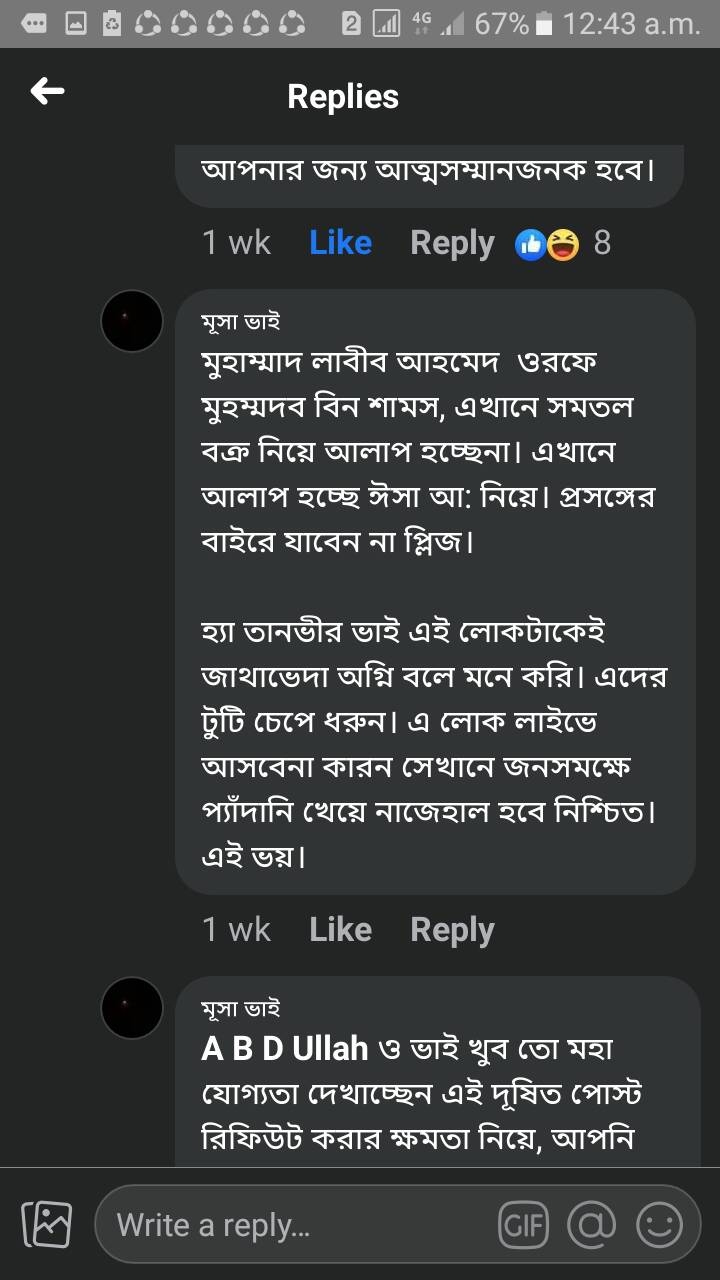 2 4G 67% 12:43 a.m.
Replies
আপনার জন্য আত্মসম্মানজনক হবে।
1 wk Like Reply 8
মূসা ভাই
মুহাম্মাদ লাবীব আহমেদ ওরফে
মুহম্মদব বিন শামস, এখানে সমতল
বক্র নিয়ে আলাপ হচ্ছেনা। এখানে
আলাপ হচ্ছে ঈসা আ: নিয়ে। প্রসঙ্গের
বাইরে যাবেন না প্লিজ।
হ্যা তানভীর ভাই এই লোকটাকেই
জাথাভেদা অগ্নি বলে মনে করি। এদের
টুটি চেপে ধরুন। এ লোক লাইভে
আসবেনা কারন সেখানে জনসমক্ষে
প্যাঁদানি খেয়ে নাজেহাল হবে নিশ্চিত।
এই ভয়।
1 wk Like Reply
মূসা ভাই
A B D Ullah ও ভাই খুব তো মহা
যোগ্যতা দেখাচ্ছেন এই দূষিত পোস্ট
রিফিউট করার ক্ষমতা নিয়ে, আপনি
Write a reply... GIF @